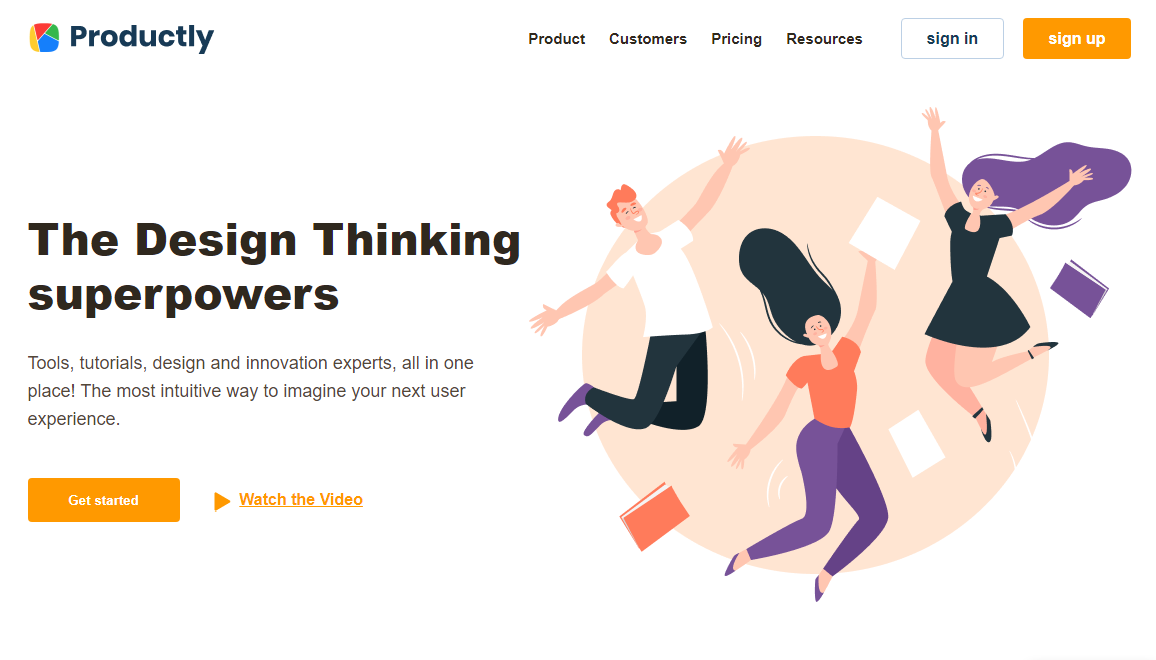 Productly
Product
Customers
Pricing
Resources
sign in
sign up
The Design Thinking
superpowers
Tools, tutorials, design and innovation experts, all in one
place! The most intuitive way to imagine your next user
experience.
Get started
Watch the Video